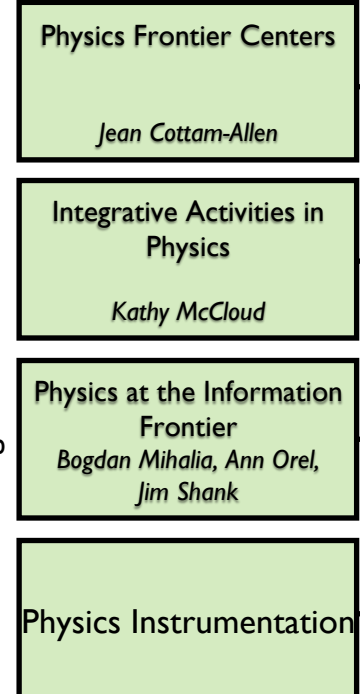 Physics Frontier Centers
Jean Cottam-Allen
Integrative Activities in
Physics
Kathy McCloud
Physics at the Information
Frontier
Bogdan Mihalia, Ann Orel,
Jim Shank
Physics Instrumentation